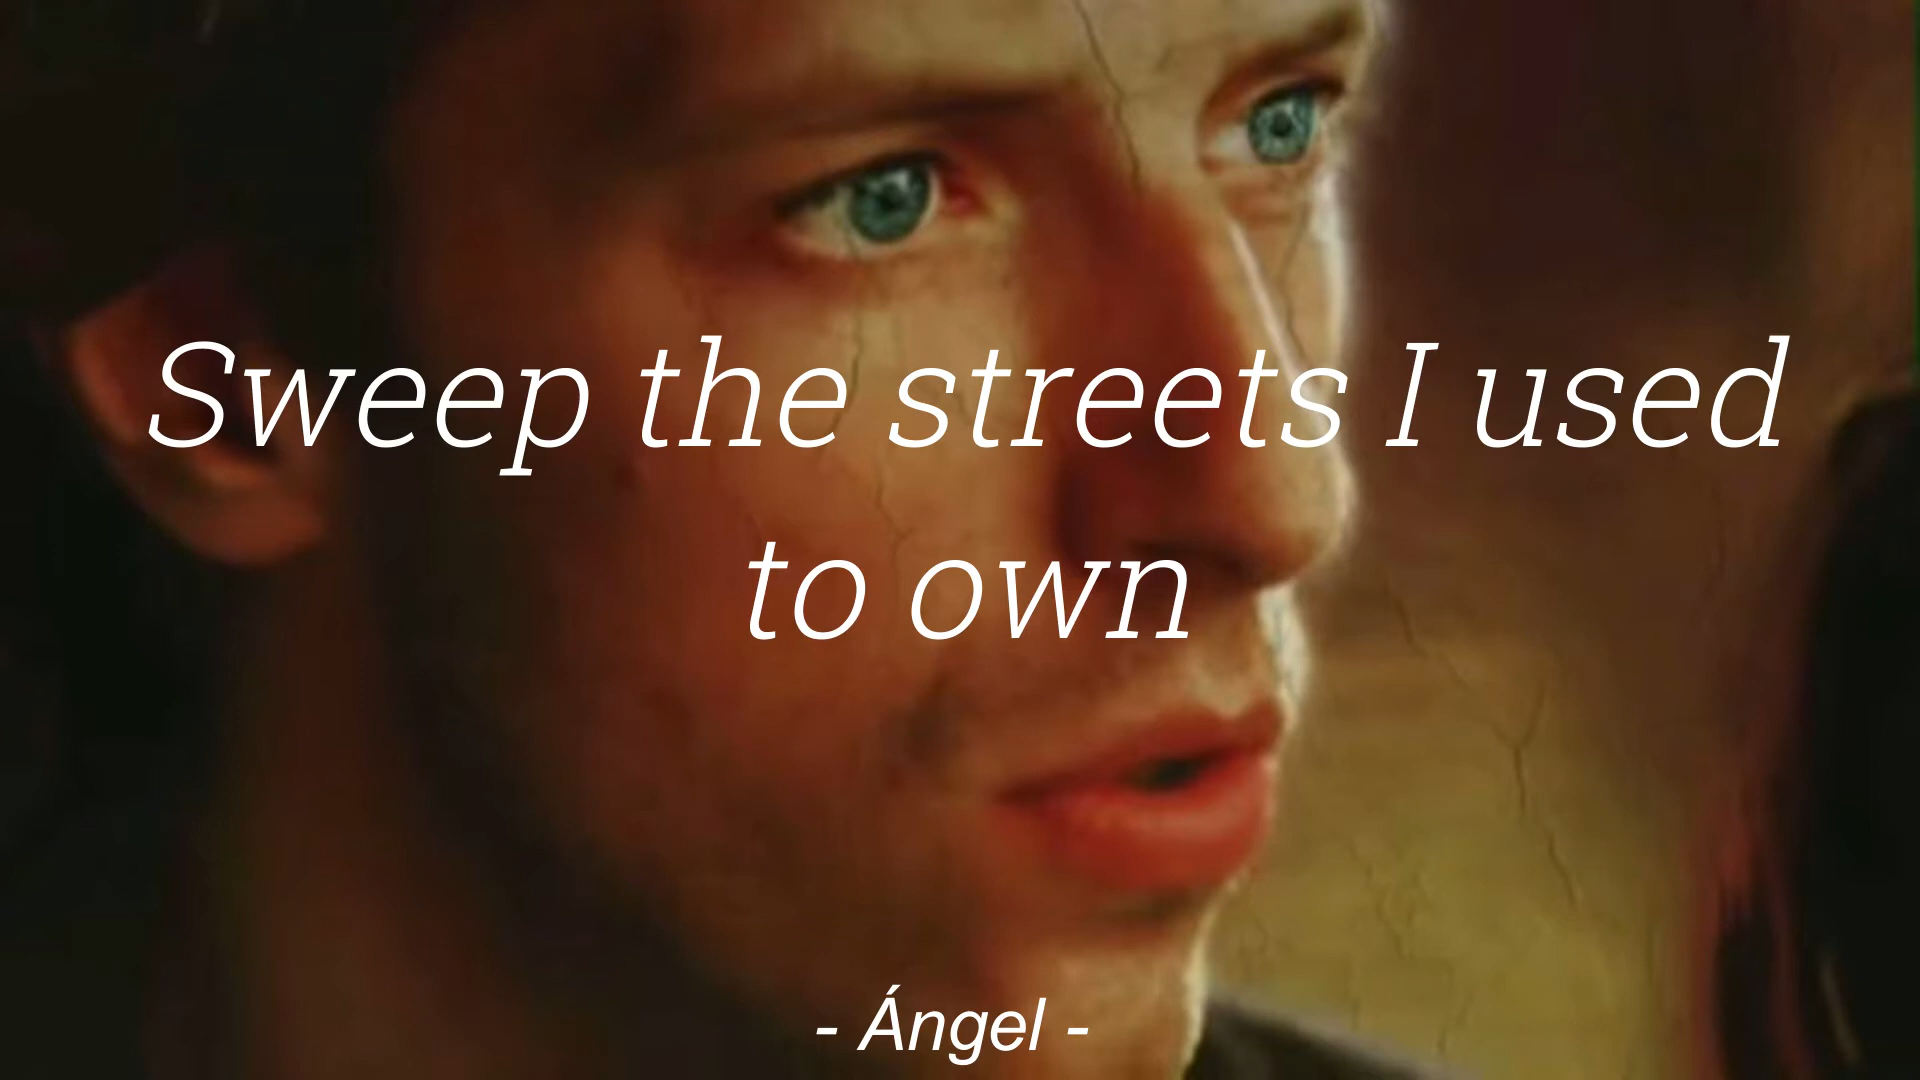 Sweep the streets I used
to own
- Ángel -